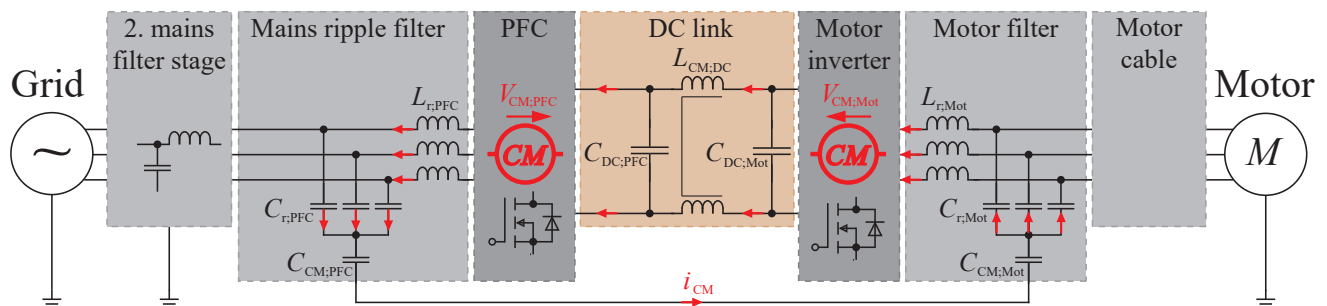 Grid
2. mains
filter stage
Mains ripple filter
L_r;PFC
C_r;PFC
C_CM;PFC
PFC
V_CM;PFC
CM
DC link
L_CM;DC
C_DC;PFC
C_DC;Mot
Motor
inverter
V_CM;Mot
CM
Motor filter
L_r;Mot
C_r;Mot
C_CM;Mot
Motor
cable
Motor
M
i_CM